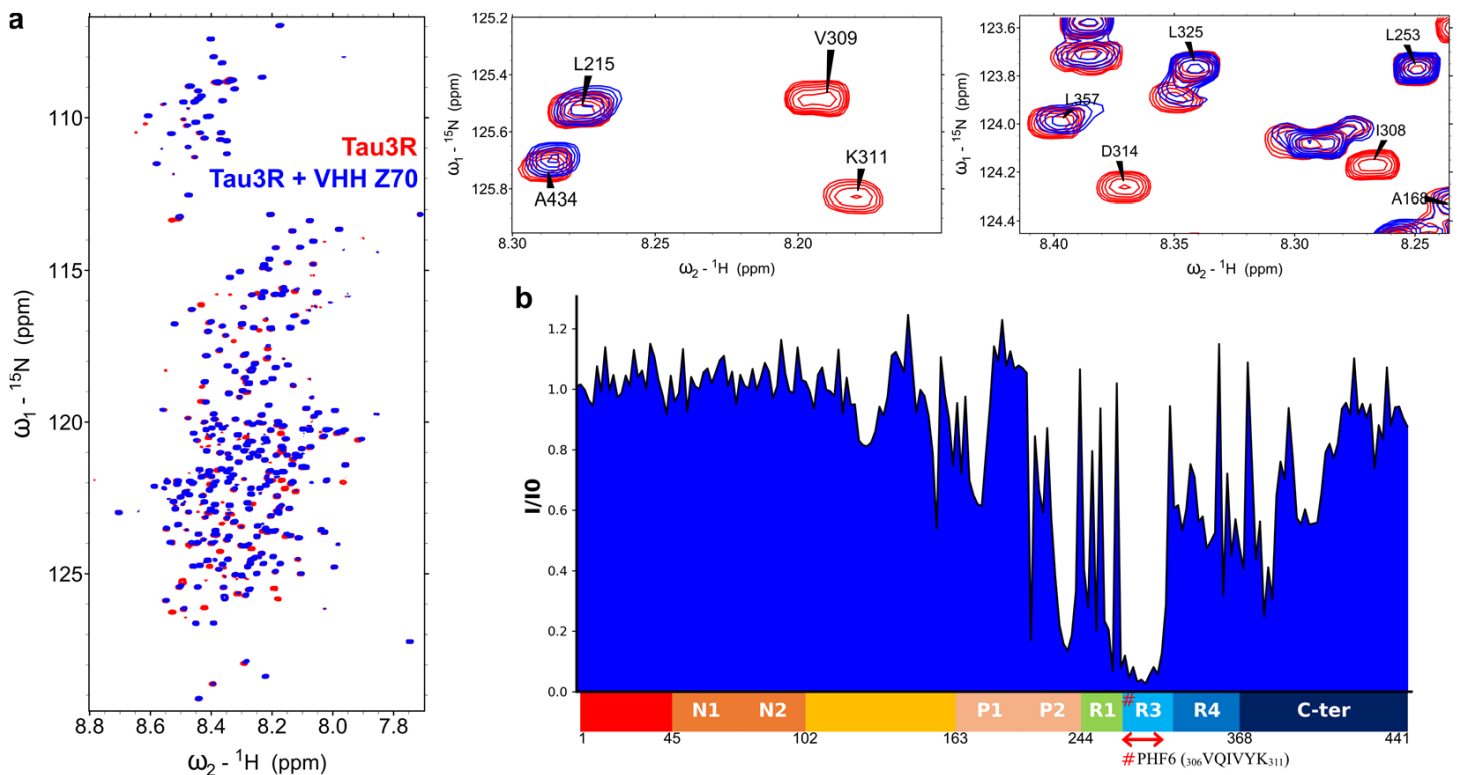 a
110
115
120
125
ω1 - 15N (ppm)
Tau3R
Tau3R + VHH Z70
8.8 8.6 8.4 8.2 8.0 7.8
ω2 - 1H (ppm)
125.2
125.4
125.6
125.8
ω1 - 15N (ppm)
L215
V309
A434
K311
8.30 8.25 8.20
ω2 - 1H (ppm)
123.6
123.8
124.0
124.2
124.4
ω1 - 15N (ppm)
L325
L253
L357
I308
D314
A168
8.40 8.35 8.30 8.25
ω2 - 1H (ppm)
b
1.2
1.0
0.8
0.6
0.4
0.2
0.0
I/I0
N1 N2 P1 P2 R1 # R3 R4 C-ter
1 45 102 163 244 368 441
#PHF6 (306VQIVYK311)